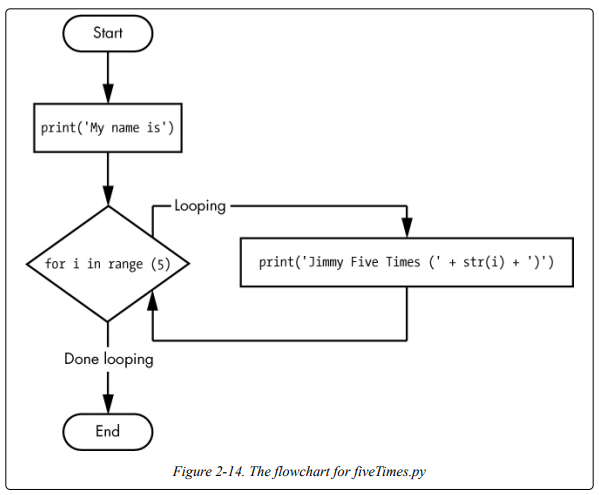 Start
print('My name is')
Looping
for i in range (5)
print('Jimmy Five Times (' + str(i) + ')')
Done looping
End
Figure 2-14. The flowchart for fiveTimes.py